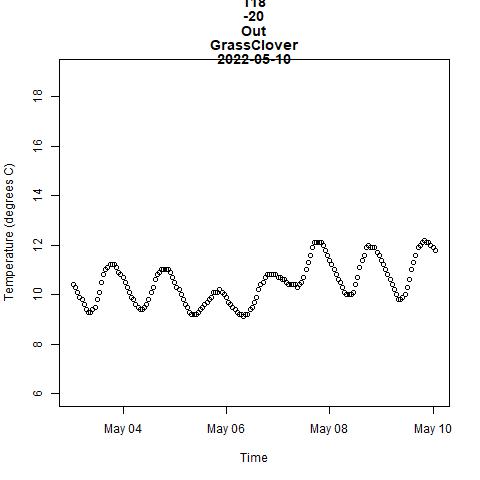 T18
-20
Out
GrassClover
2022-05-10
18
16
14
12
10
8
6
Temperature (degrees C)
May 04
May 06
May 08
May 10
Time